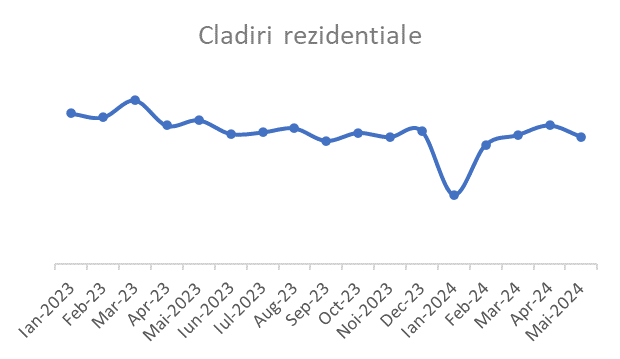 Cladiri rezidentiale
Ian-2023
Feb-23
Mar-23
Apr-23
Mai-2023
Iun-2023
Iul-2023
Aug-23
Sep-23
Oct-23
Noi-2023
Dec-23
Ian-2024
Feb-24
Mar-24
Apr-24
Mai-2024